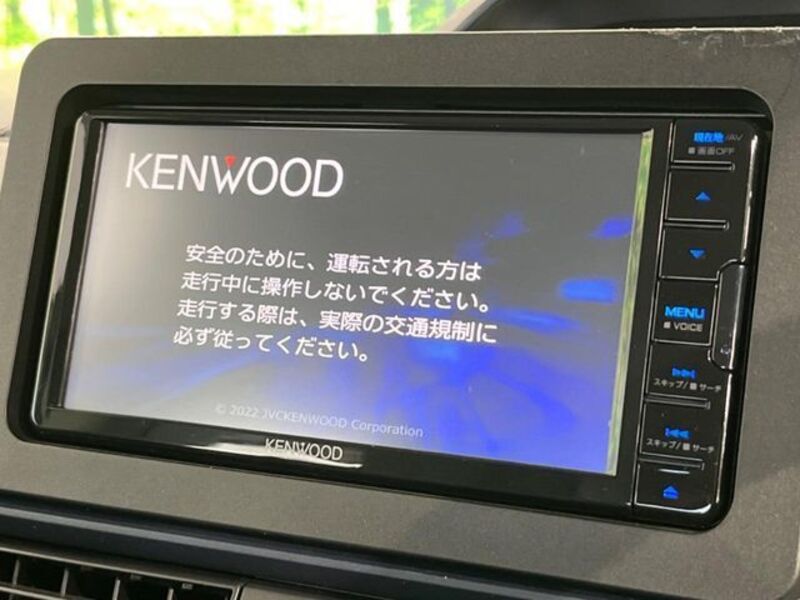 KENWOOD
安全のために、運転される方は
走行中に操作しないでください。
走行する際は、実際の交通規制に
必ず従ってください。
© 2022 JVCKENWOOD Corporation
KENWOOD
現在地/AV
■ 画面OFF
MENU
■ VOICE
スキップ/■サーチ
スキップ/■サーチ